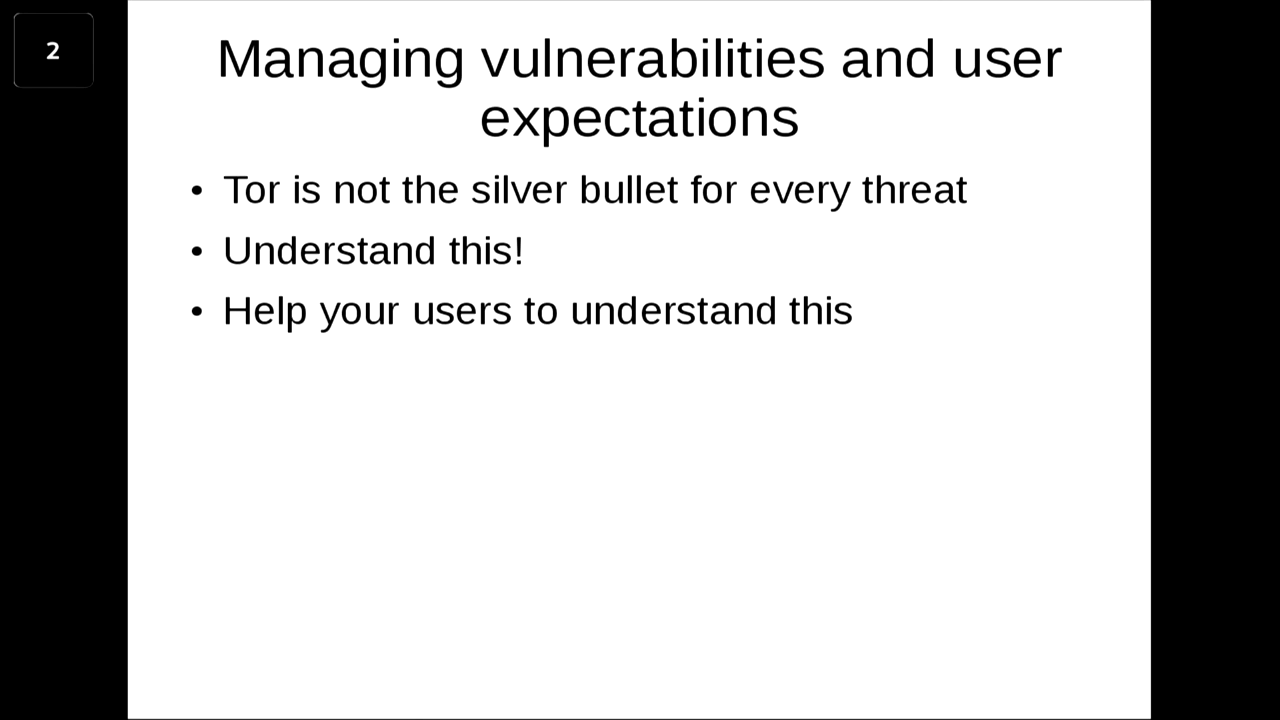 2
Managing vulnerabilities and user
expectations
• Tor is not the silver bullet for every threat
• Understand this!
• Help your users to understand this